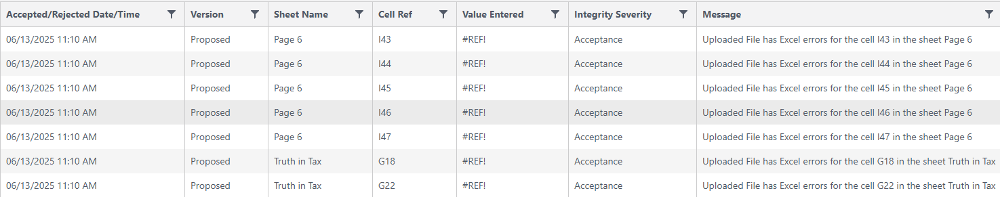 Accepted/Rejected Date/Time Version Sheet Name Cell Ref Value Entered Integrity Severity Message
06/13/2025 11:10 AM Proposed Page 6 I43 #REF! Acceptance Uploaded File has Excel errors for the cell I43 in the sheet Page 6
06/13/2025 11:10 AM Proposed Page 6 I44 #REF! Acceptance Uploaded File has Excel errors for the cell I44 in the sheet Page 6
06/13/2025 11:10 AM Proposed Page 6 I45 #REF! Acceptance Uploaded File has Excel errors for the cell I45 in the sheet Page 6
06/13/2025 11:10 AM Proposed Page 6 I46 #REF! Acceptance Uploaded File has Excel errors for the cell I46 in the sheet Page 6
06/13/2025 11:10 AM Proposed Page 6 I47 #REF! Acceptance Uploaded File has Excel errors for the cell I47 in the sheet Page 6
06/13/2025 11:10 AM Proposed Truth in Tax G18 #REF! Acceptance Uploaded File has Excel errors for the cell G18 in the sheet Truth in Tax
06/13/2025 11:10 AM Proposed Truth in Tax G22 #REF! Acceptance Uploaded File has Excel errors for the cell G22 in the sheet Truth in Tax